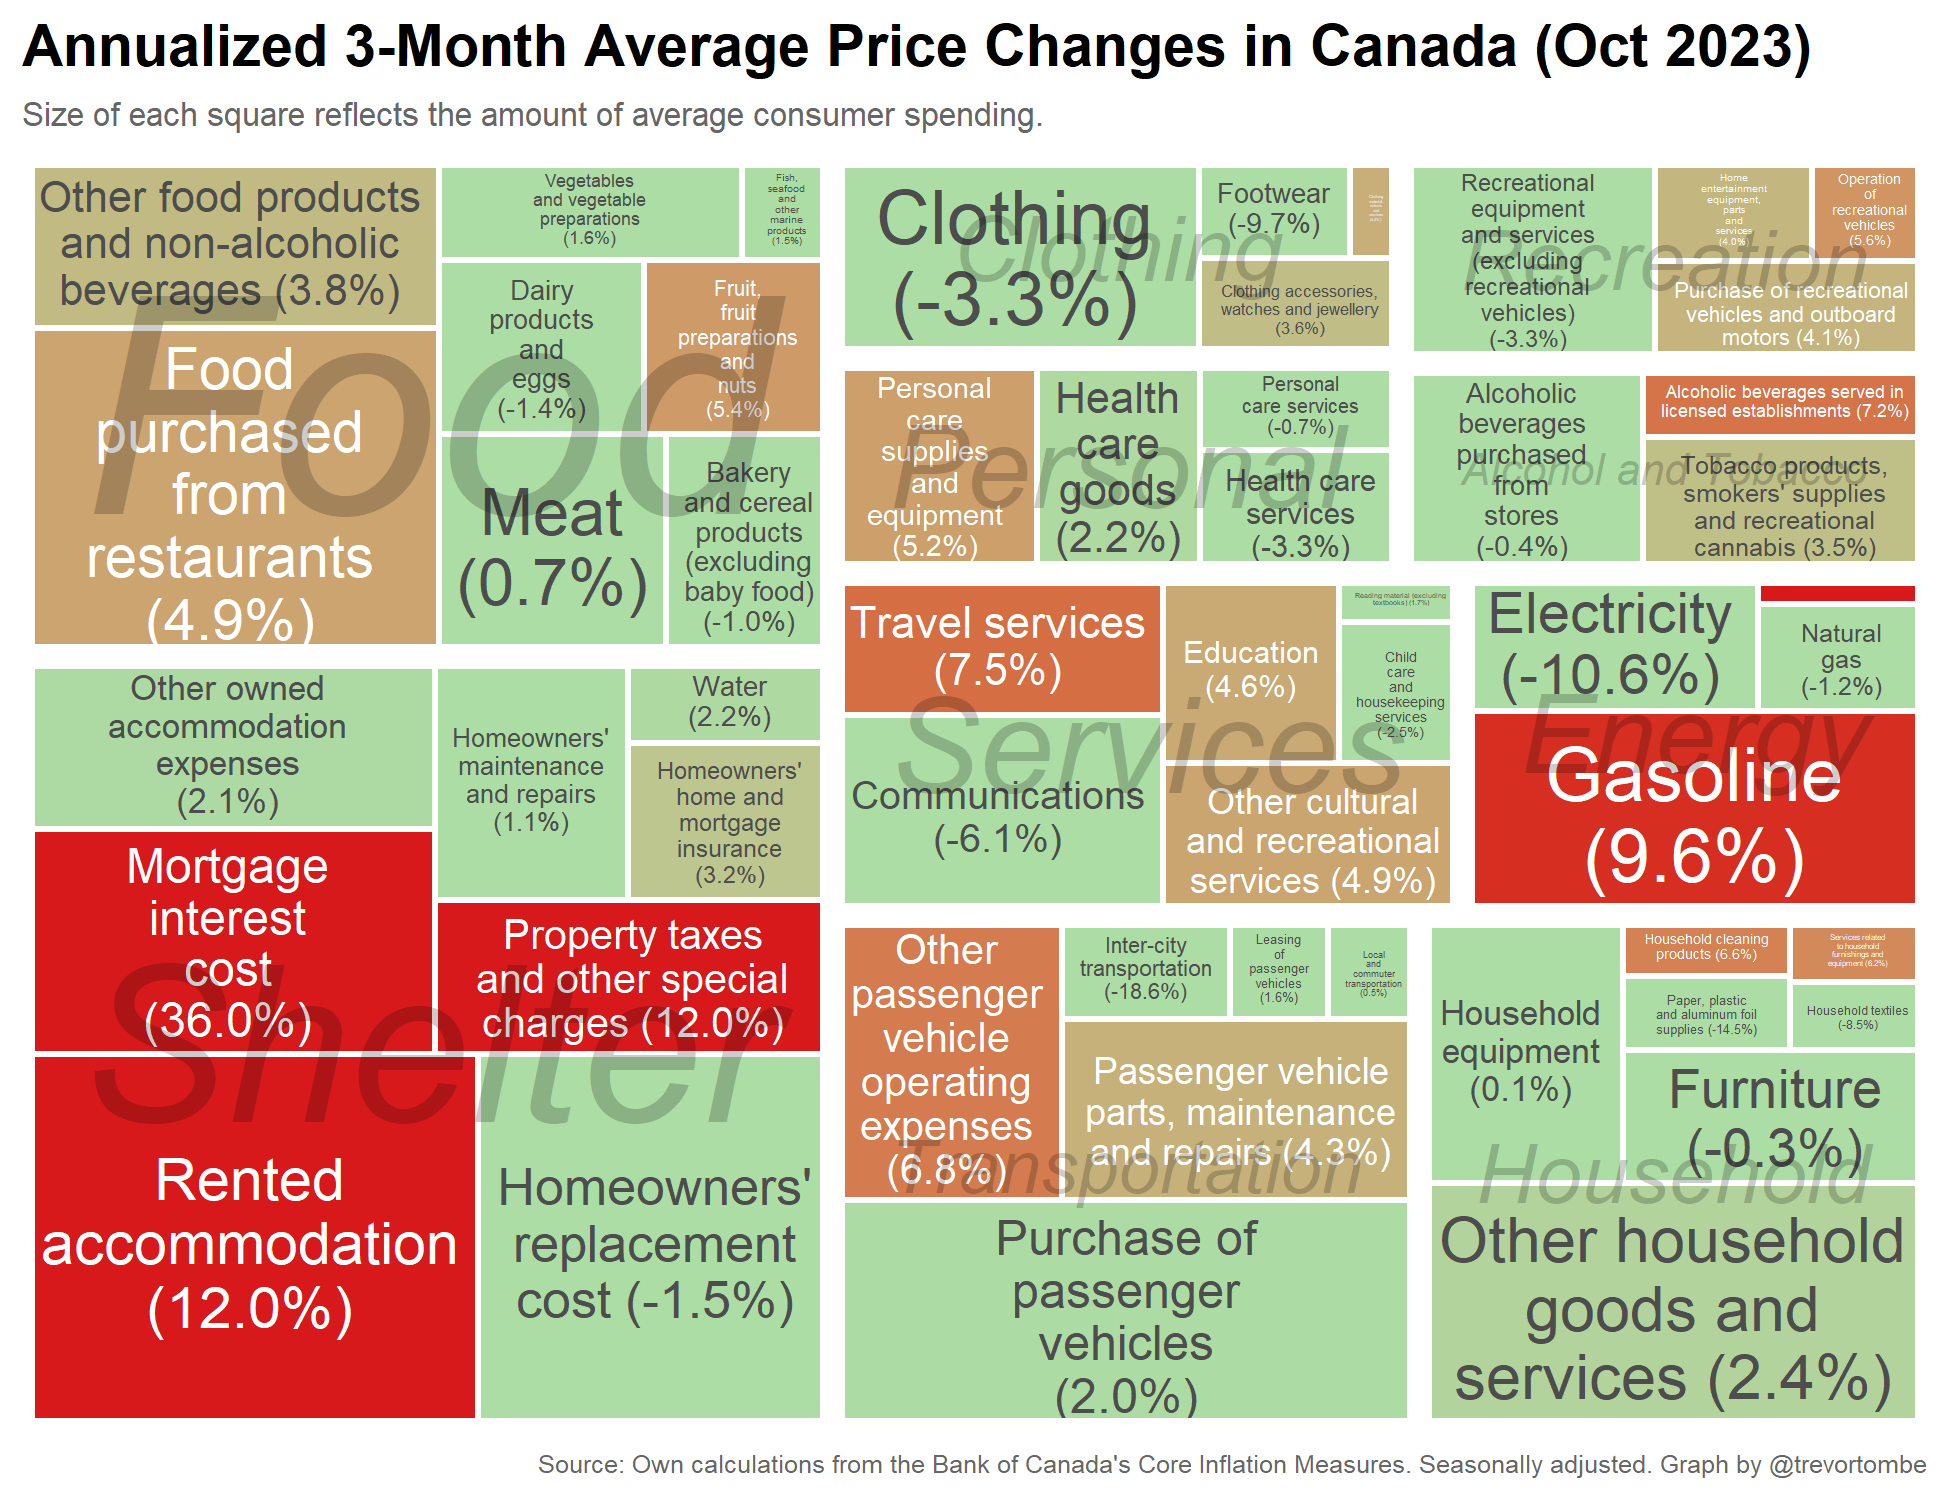 Annualized 3-Month Average Price Changes in Canada (Oct 2023)
Size of each square reflects the amount of average consumer spending.
Other food products
and non-alcoholic
beverages (3.8%)
Vegetables
and vegetable
preparations
(1.6%)
Fish,
seafood
and
other
marine
products
(1.5%)
Food
purchased
from
restaurants
(4.9%)
Dairy
products
and
eggs
(-1.4%)
Fruit,
fruit
preparations
and
nuts
(5.4%)
Meat
(0.7%)
Bakery
and cereal
products
(excluding
baby food)
(-1.0%)
Food
Clothing
(-3.3%)
Footwear
(-9.7%)
Clothing accessories,
watches and jewellery
(3.6%)
Clothing
Recreational
equipment
and services
(excluding
recreational
vehicles)
(-3.3%)
Home
entertainment
equipment,
parts
and
services
(4.0%)
Operation
of
recreational
vehicles
(5.6%)
Purchase of recreational
vehicles and outboard
motors (4.1%)
Recreation
Personal
care
supplies
and
equipment
(5.2%)
Health
care
goods
(2.2%)
Personal
care services
(-0.7%)
Health care
services
(-3.3%)
Personal
Alcoholic
beverages
purchased
from
stores
(-0.4%)
Alcoholic beverages served in
licensed establishments (7.2%)
Tobacco products,
smokers' supplies
and recreational
cannabis (3.5%)
Alcohol and Tobacco
Other owned
accommodation
expenses
(2.1%)
Homeowners'
maintenance
and repairs
(1.1%)
Water
(2.2%)
Homeowners'
home and
mortgage
insurance
(3.2%)
Mortgage
interest
cost
(36.0%)
Property taxes
and other special
charges (12.0%)
Rented
accommodation
(12.0%)
Homeowners'
replacement
cost (-1.5%)
Shelter
Travel services
(7.5%)
Education
(4.6%)
Reading material (excluding
textbooks) (1.7%)
Child
care
and
housekeeping
services
(-2.5%)
Communications
(-6.1%)
Other cultural
and recreational
services (4.9%)
Services
Electricity
(-10.6%)
Natural
gas
(-1.2%)
Gasoline
(9.6%)
Energy
Other
passenger
vehicle
operating
expenses
(6.8%)
Inter-city
transportation
(-18.6%)
Leasing
of
passenger
vehicles
(1.6%)
Local
and
commuter
transportation
(0.5%)
Passenger vehicle
parts, maintenance
and repairs (4.3%)
Purchase of
passenger
vehicles
(2.0%)
Transportation
Household
equipment
(0.1%)
Household cleaning
products (6.6%)
Services related
to household
furnishings and
equipment (6.2%)
Paper, plastic
and aluminum foil
supplies (-14.5%)
Household textiles
(-8.5%)
Furniture
(-0.3%)
Other household
goods and
services (2.4%)
Household
Source: Own calculations from the Bank of Canada's Core Inflation Measures. Seasonally adjusted. Graph by @trevortombe